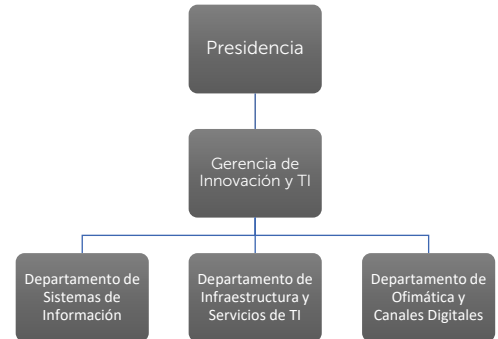 Presidencia
Gerencia de
Innovación y TI
Departamento de
Sistemas de
Información
Departamento de
Infraestructura y
Servicios de TI
Departamento de
Ofimática y
Canales Digitales